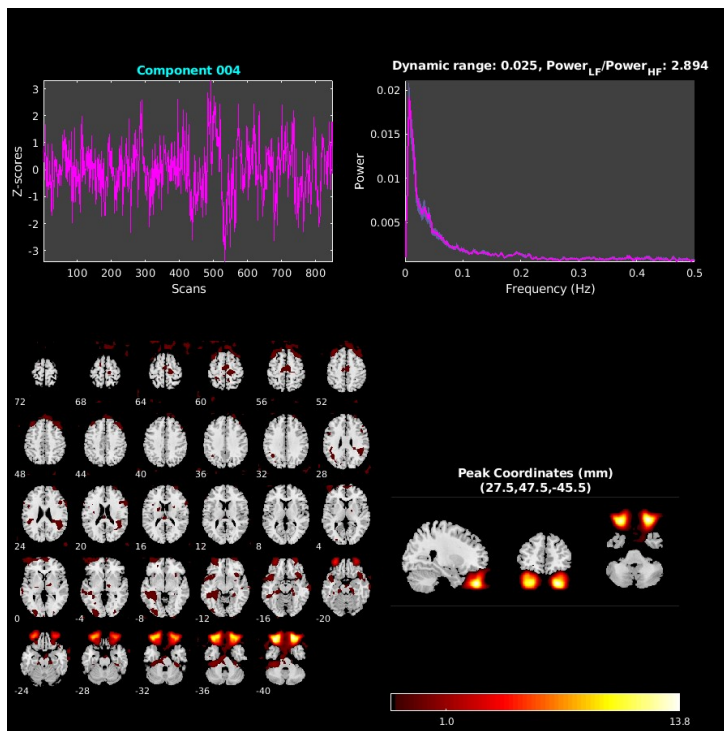 Component 004
3
2
1
0
-1
-2
-3
Z-scores
100 200 300 400 500 600 700 800
Scans
Dynamic range: 0.025, Power_LF/Power_HF: 2.894
0.02
0.015
0.01
0.005
Power
0 0.1 0.2 0.3 0.4 0.5
Frequency (Hz)
72 68 64 60 56 52
48 44 40 36 32 28
24 20 16 12 8 4
0 -4 -8 -12 -16 -20
-24 -28 -32 -36 -40
Peak Coordinates (mm)
(27.5,47.5,-45.5)
1.0 13.8